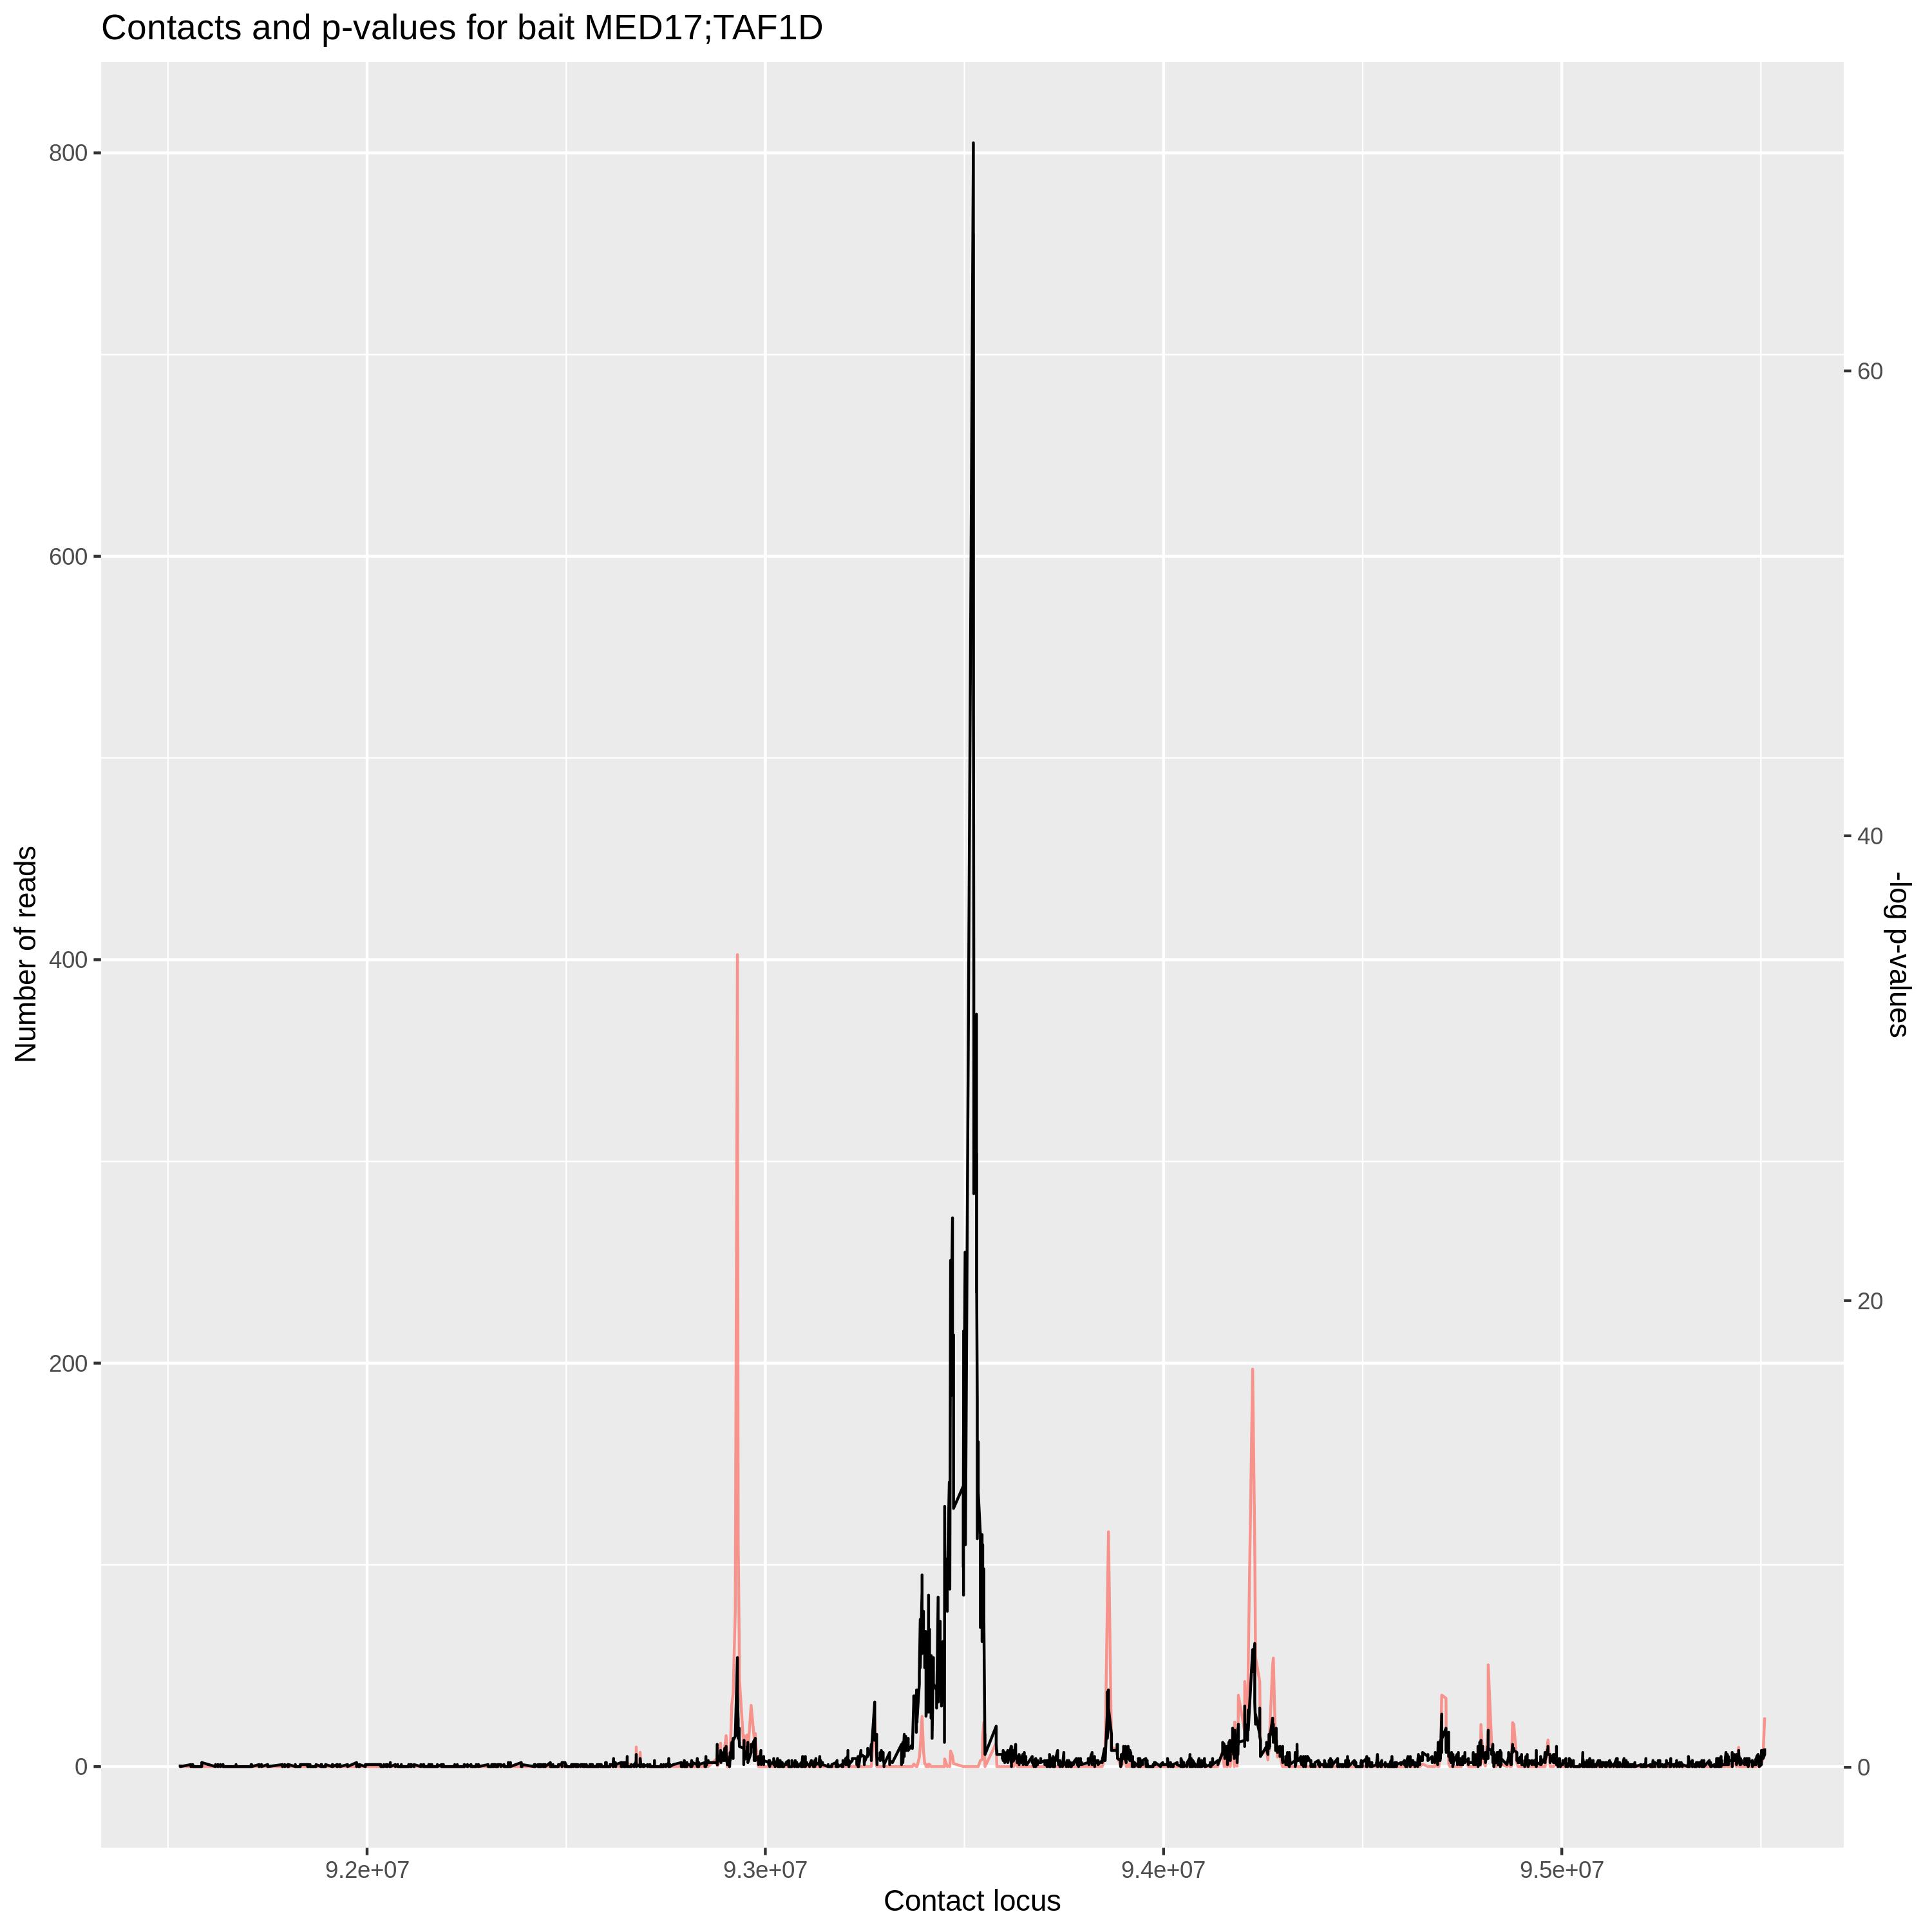 Contacts and p-values for bait MED17;TAF1D
800
600
400
200
0
Number of reads
60
40
20
0
-log p-values
9.2e+07
9.3e+07
9.4e+07
9.5e+07
Contact locus